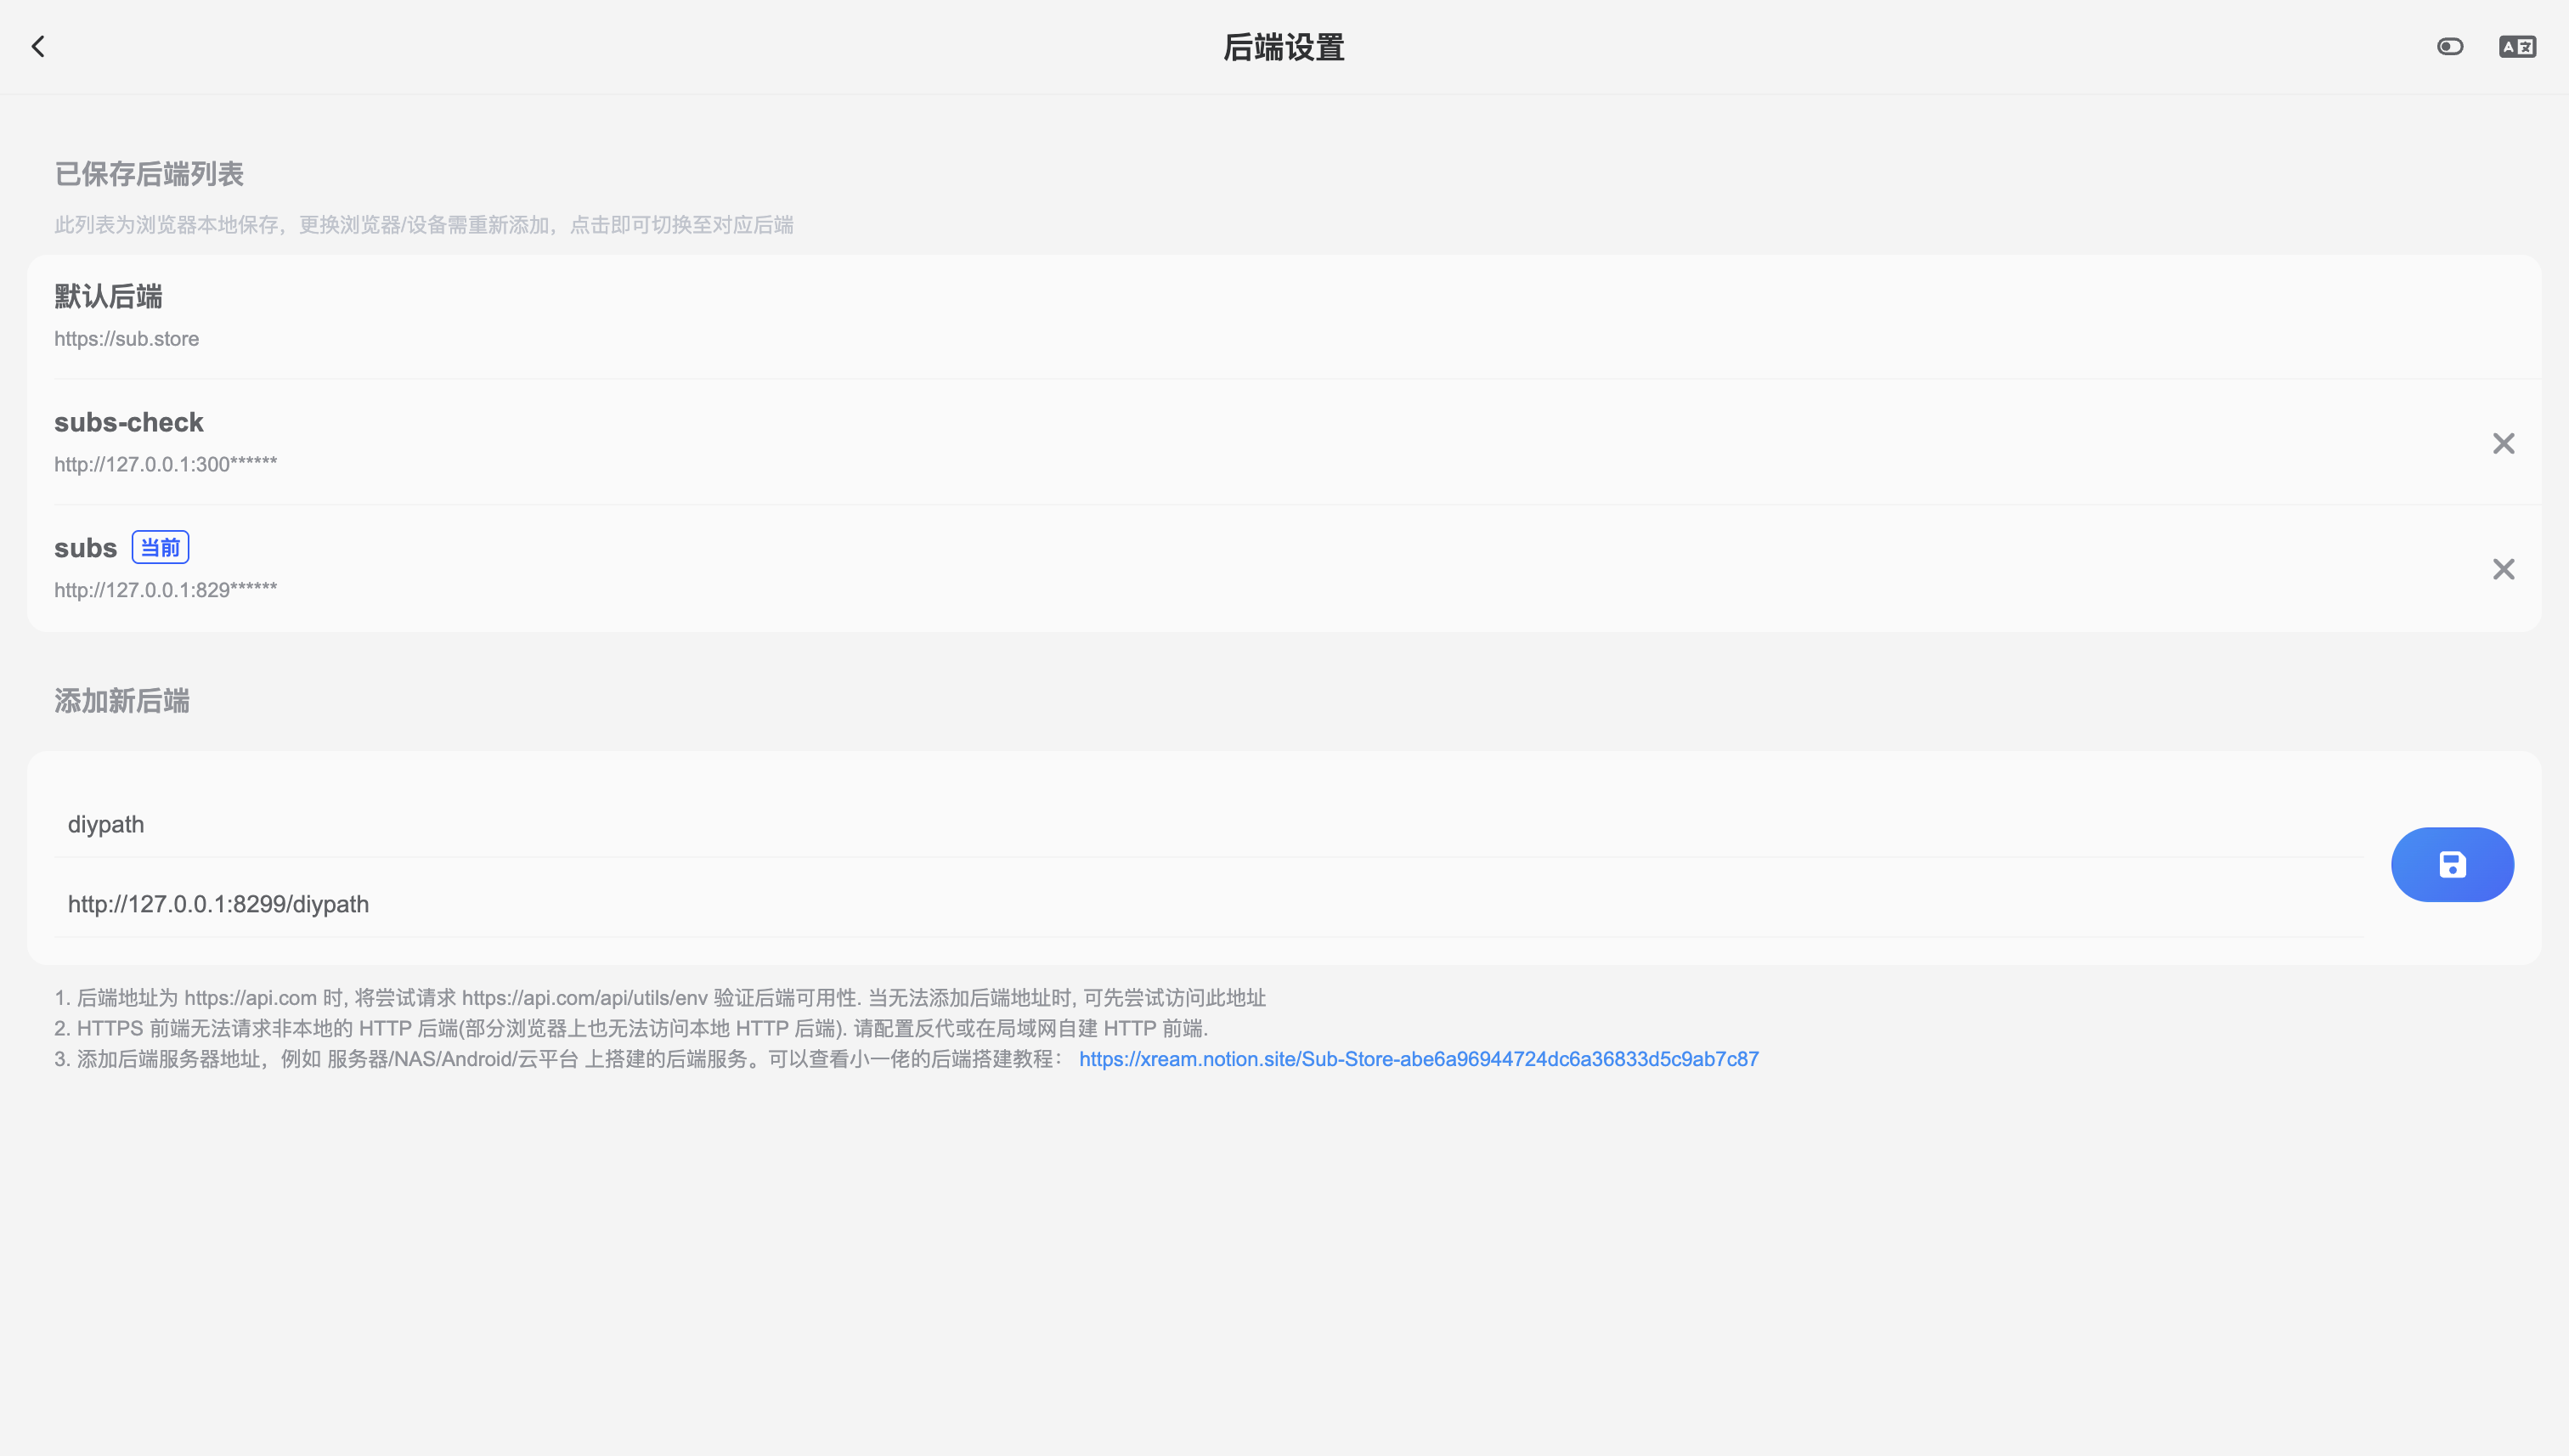 后端设置
A文
已保存后端列表
此列表为浏览器本地保存，更换浏览器/设备需重新添加，点击即可切换至对应后端
默认后端
https://sub.store
subs-check
http://127.0.0.1:300******
subs 当前
http://127.0.0.1:829******
添加新后端
diypath
http://127.0.0.1:8299/diypath
1. 后端地址为 https://api.com 时, 将尝试请求 https://api.com/api/utils/env 验证后端可用性. 当无法添加后端地址时, 可先尝试访问此地址
2. HTTPS 前端无法请求非本地的 HTTP 后端(部分浏览器上也无法访问本地 HTTP 后端). 请配置反代或在局域网自建 HTTP 前端.
3. 添加后端服务器地址，例如 服务器/NAS/Android/云平台 上搭建的后端服务。可以查看小一佬的后端搭建教程： https://xream.notion.site/Sub-Store-abe6a96944724dc6a36833d5c9ab7c87